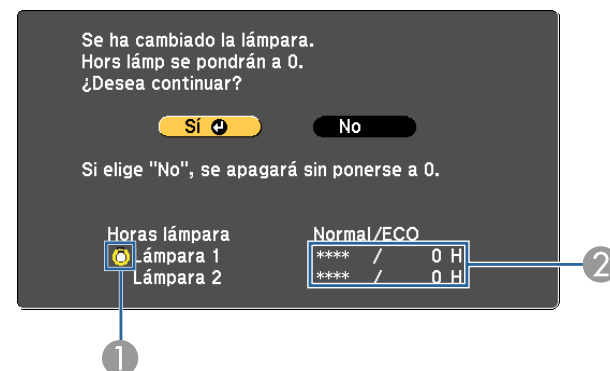 Se ha cambiado la lámpara.
Hors lámp se pondrán a 0.
¿Desea continuar?
Sí No
Si elige "No", se apagará sin ponerse a 0.
Horas lámpara Normal/ECO
Lámpara 1 **** / 0 H
Lámpara 2 **** / 0 H
2
1